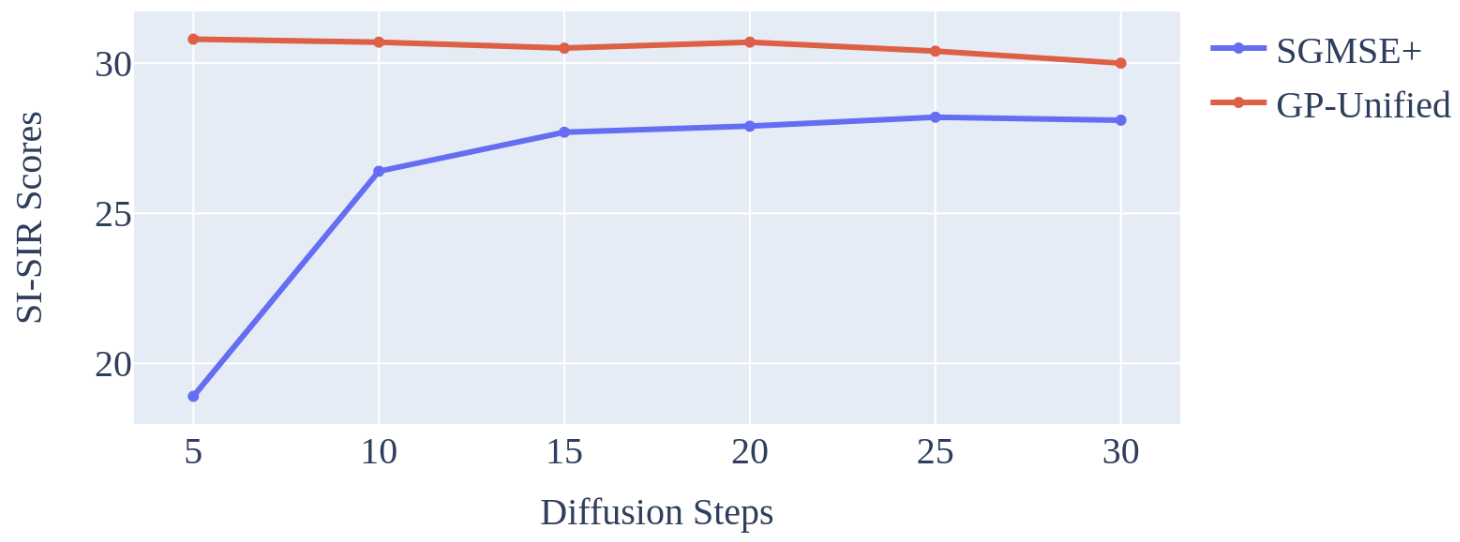 SI-SIR Scores
30
25
20
5 10 15 20 25 30
Diffusion Steps
SGMSE+
GP-Unified